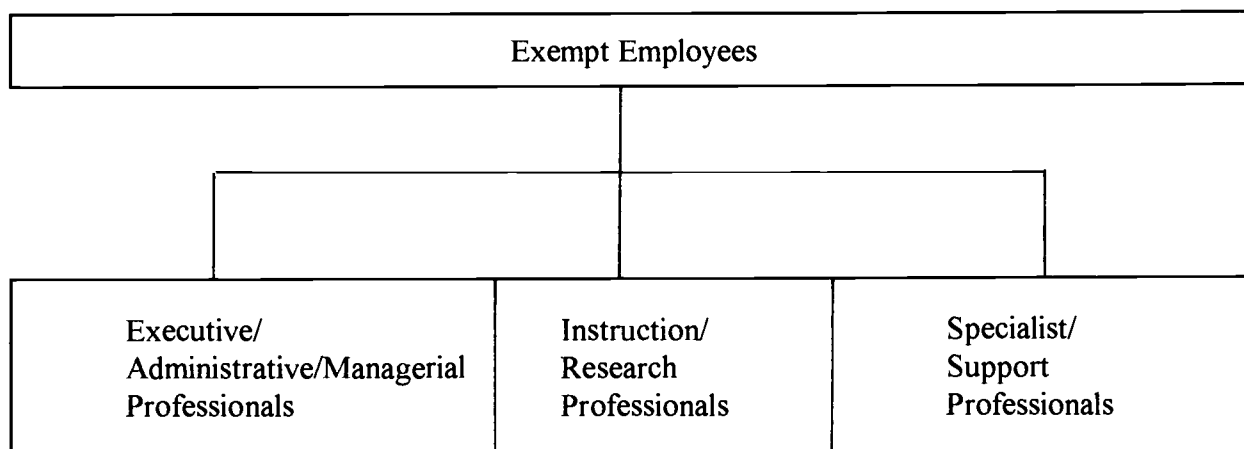 Exempt Employees
Executive/
Administrative/Managerial
Professionals
Instruction/
Research
Professionals
Specialist/
Support
Professionals